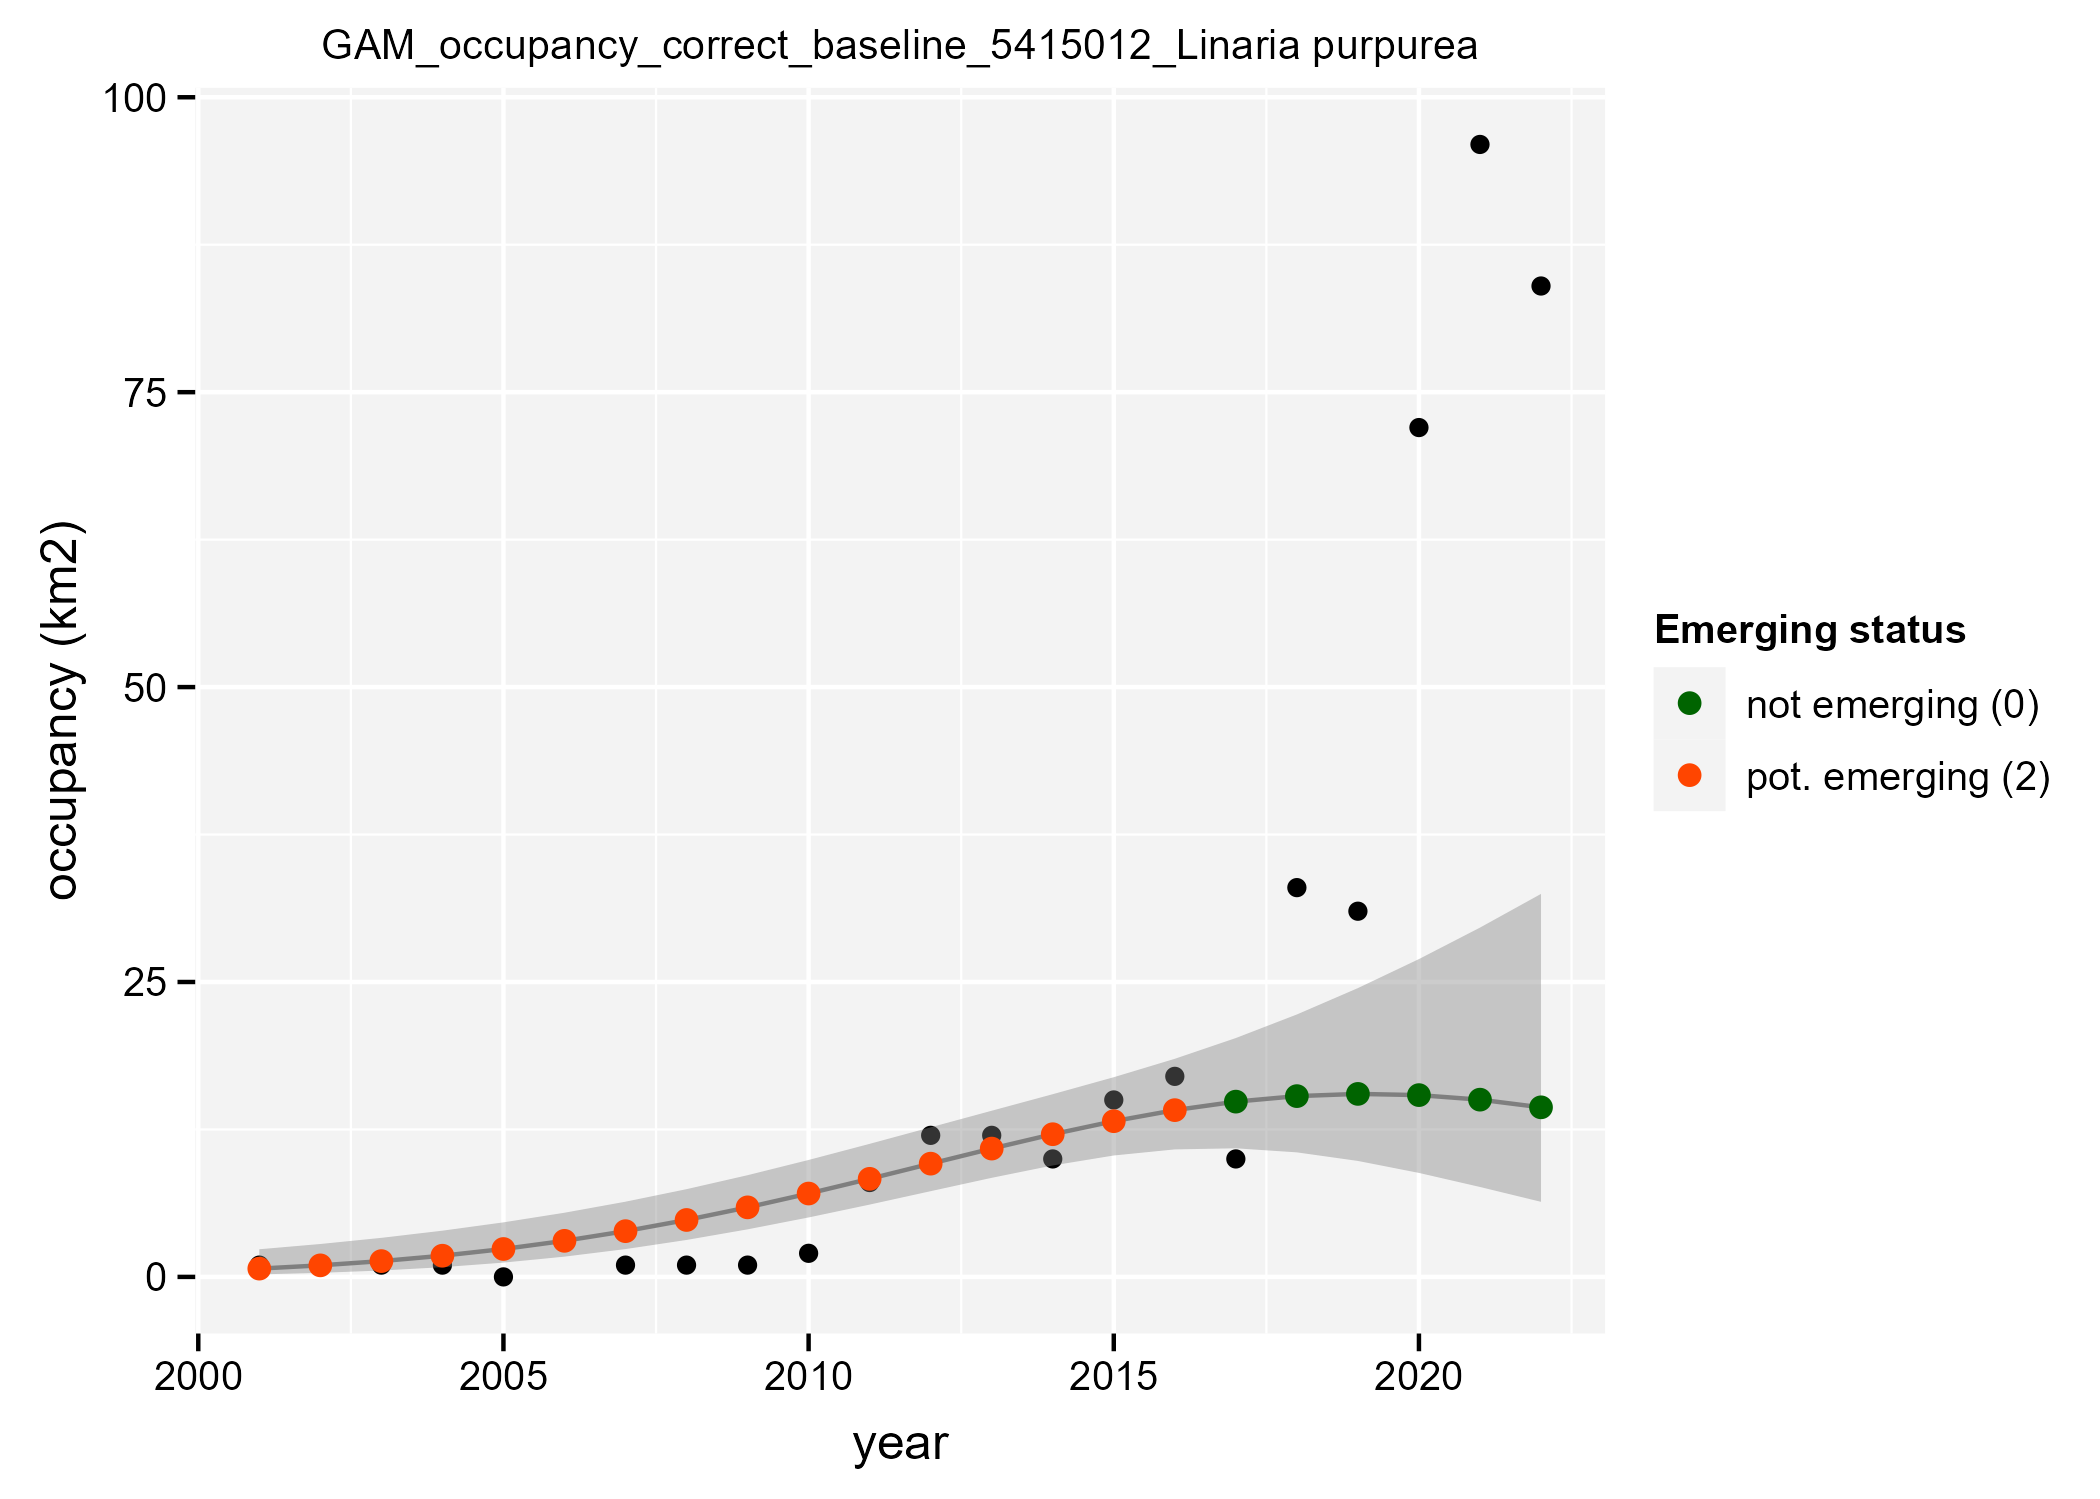 GAM_occupancy_correct_baseline_5415012_Linaria purpurea
100
75
50
25
0
occupancy (km2)
2000 2005 2010 2015 2020
year
Emerging status
not emerging (0)
pot. emerging (2)